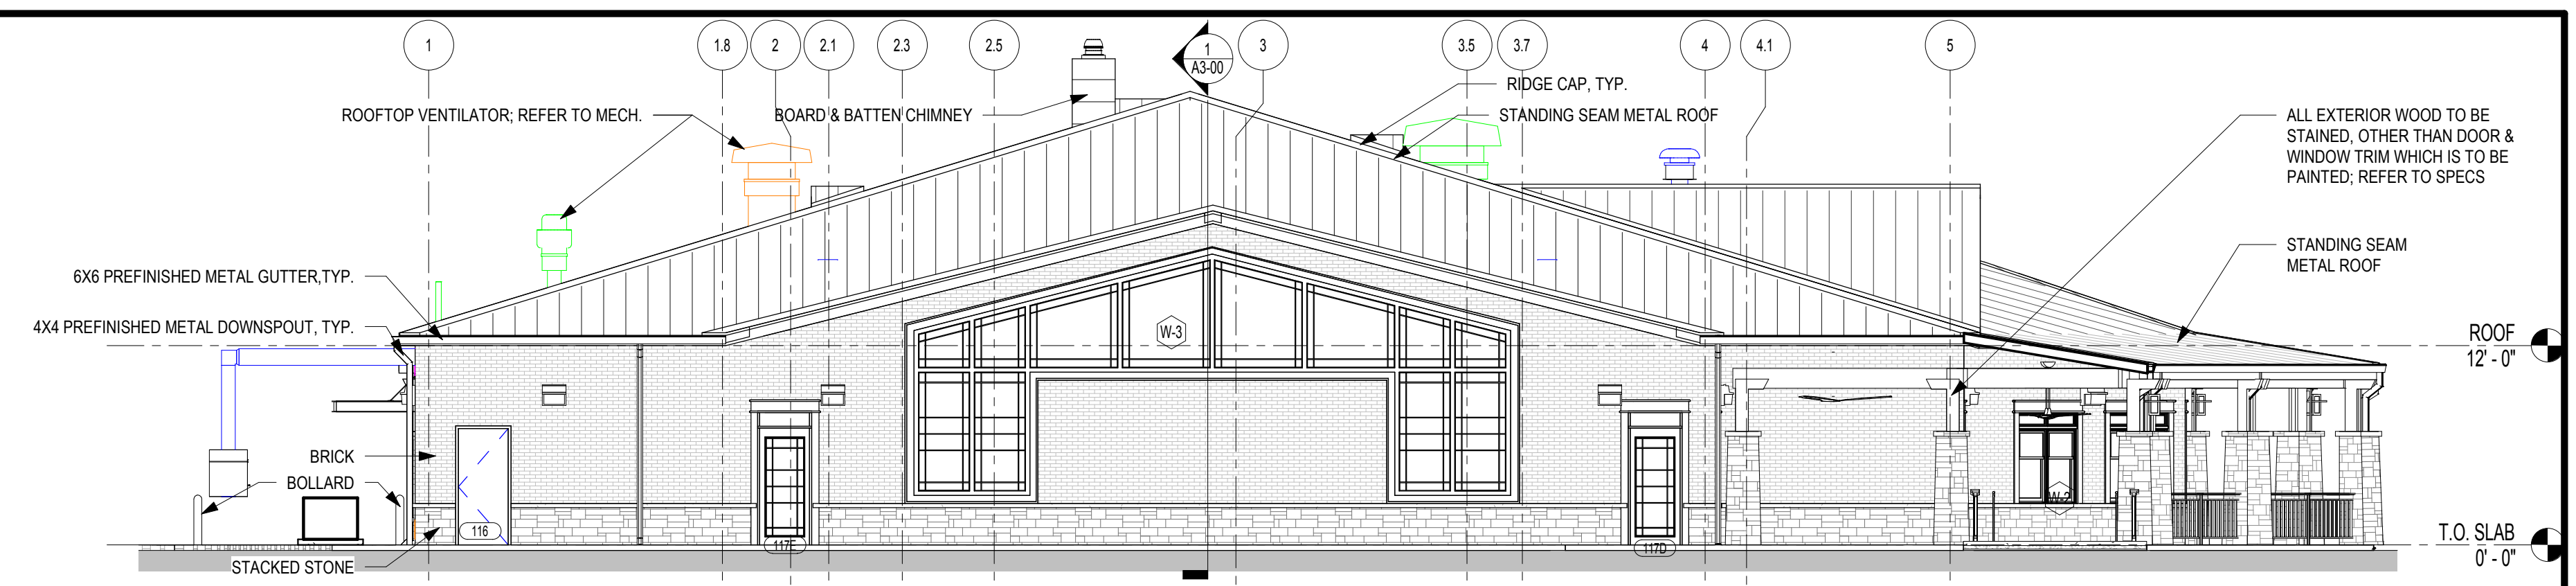 1
1.8
2
2.1
2.3
2.5
1
A3-00
3
3.5
3.7
4
4.1
5
RIDGE CAP, TYP.
ROOFTOP VENTILATOR; REFER TO MECH.
BOARD & BATTEN CHIMNEY
STANDING SEAM METAL ROOF
ALL EXTERIOR WOOD TO BE
STAINED, OTHER THAN DOOR &
WINDOW TRIM WHICH IS TO BE
PAINTED; REFER TO SPECS
STANDING SEAM
METAL ROOF
6X6 PREFINISHED METAL GUTTER,TYP.
4X4 PREFINISHED METAL DOWNSPOUT, TYP.
W-3
ROOF
12' - 0"
BRICK
BOLLARD
W-2
116
117E
117D
T.O. SLAB
0' - 0"
STACKED STONE